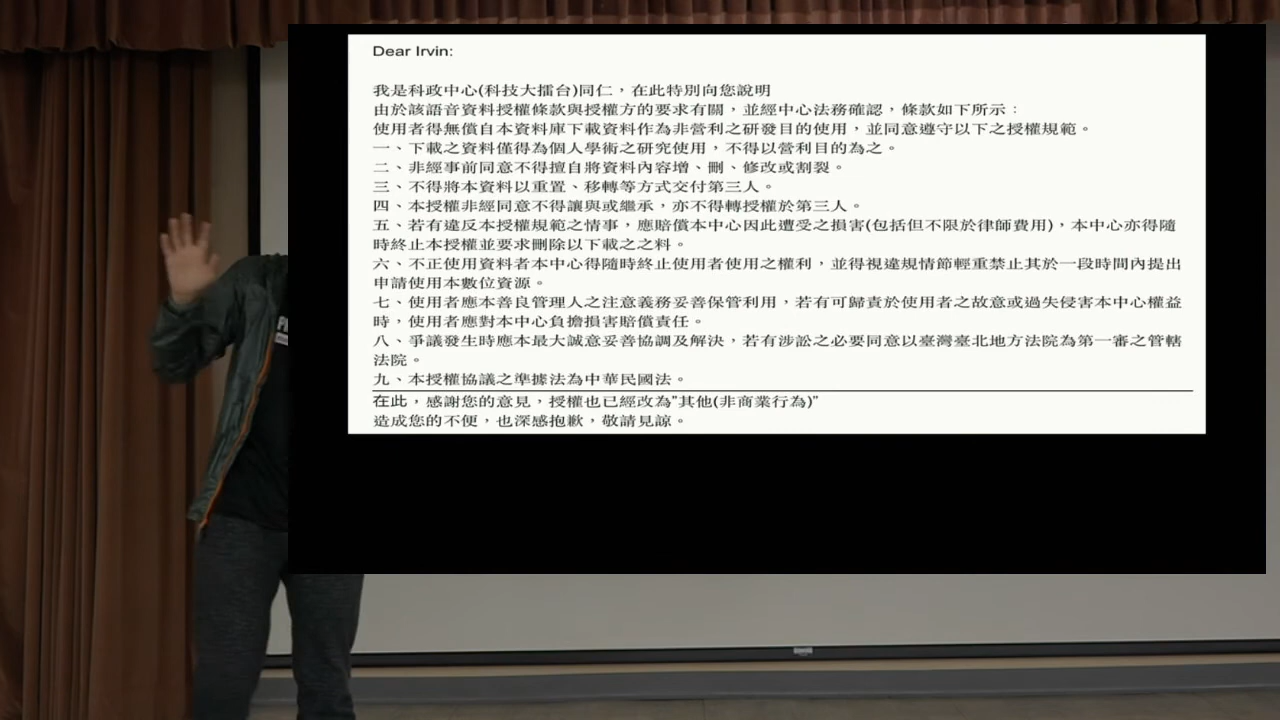 Dear Irvin:
我是科政中心(科技大擂台)同仁，在此特別向您說明
由於該語音資料授權條款與授權方的要求有關，並經中心法務確認，條款如下所示：
使用者得無償自本資料庫下載資料作為非營利之研發目的使用，並同意遵守以下之授權規範。
一、下載之資料僅得為個人學術之研究使用，不得以營利目的為之。
二、非經事前同意不得擅自將資料內容增、刪、修改或割裂。
三、不得將本資料以重置、移轉等方式交付第三人。
四、本授權非經同意不得讓與或繼承，亦不得轉授權於第三人。
五、若有違反本授權規範之情事，應賠償本中心因此遭受之損害(包括但不限於律師費用)，本中心亦得隨
時終止本授權並要求刪除以下載之之料。
六、不正使用資料者本中心得隨時終止使用者使用之權利，並得視違規情節輕重禁止其於一段時間內提出
申請使用本數位資源。
七、使用者應本善良管理人之注意義務妥善保管利用，若有可歸責於使用者之故意或過失侵害本中心權益
時，使用者應對本中心負擔損害賠償責任。
八、爭議發生時應本最大誠意妥善協調及解決，若有涉訟之必要同意以臺灣臺北地方法院為第一審之管轄
法院。
九、本授權協議之準據法為中華民國法。
在此，感謝您的意見，授權也已經改為"其他(非商業行為)"
造成您的不便，也深感抱歉，敬請見諒。